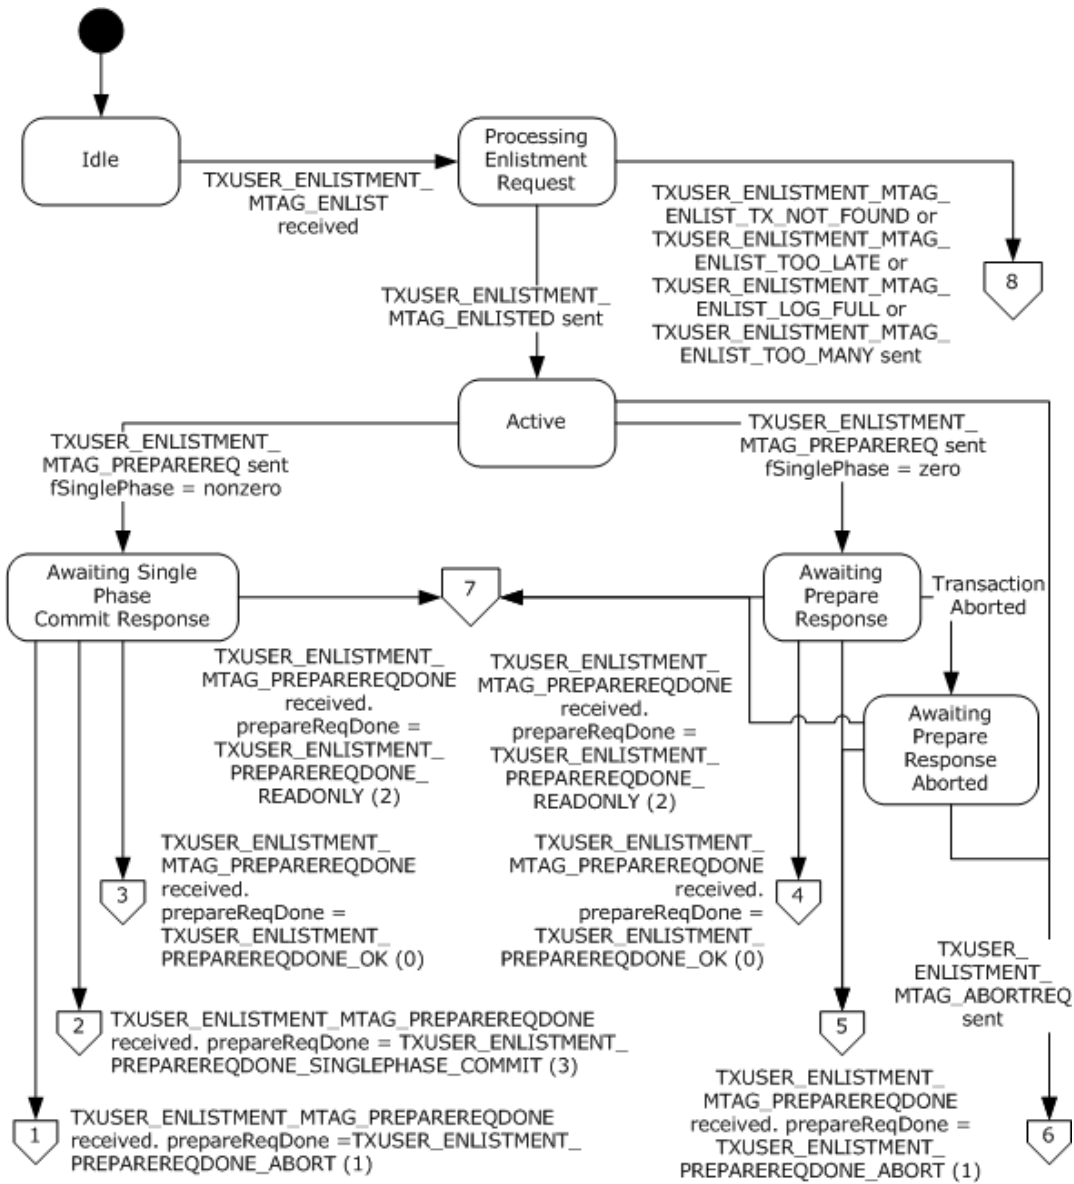 Idle
Processing
Enlistment
Request
TXUSER_ENLISTMENT_
MTAG_ENLIST
received
TXUSER_ENLISTMENT_MTAG_
ENLIST_TX_NOT_FOUND or
TXUSER_ENLISTMENT_MTAG_
ENLIST_TOO_LATE or
TXUSER_ENLISTMENT_MTAG_
ENLIST_LOG_FULL or
TXUSER_ENLISTMENT_MTAG_
ENLIST_TOO_MANY sent
8
TXUSER_ENLISTMENT_
MTAG_ENLISTED sent
Active
TXUSER_ENLISTMENT_
MTAG_PREPAREREQ sent
fSinglePhase = nonzero
TXUSER_ENLISTMENT_
MTAG_PREPAREREQ sent
fSinglePhase = zero
Awaiting Single
Phase
Commit Response
7
Awaiting
Prepare
Response
Transaction
Aborted
TXUSER_ENLISTMENT_
MTAG_PREPAREREQDONE
received.
prepareReqDone =
TXUSER_ENLISTMENT_
PREPAREREQDONE_
READONLY (2)
TXUSER_ENLISTMENT_
MTAG_PREPAREREQDONE
received.
prepareReqDone =
TXUSER_ENLISTMENT_
PREPAREREQDONE_
READONLY (2)
Awaiting
Prepare
Response
Aborted
3
TXUSER_ENLISTMENT_
MTAG_PREPAREREQDONE
received.
prepareReqDone =
TXUSER_ENLISTMENT_
PREPAREREQDONE_OK (0)
TXUSER_ENLISTMENT_
MTAG_PREPAREREQDONE
received.
prepareReqDone =
TXUSER_ENLISTMENT_
PREPAREREQDONE_OK (0)
4
TXUSER_
ENLISTMENT_
MTAG_ABORTREQ
sent
2
TXUSER_ENLISTMENT_MTAG_PREPAREREQDONE
received. prepareReqDone = TXUSER_ENLISTMENT_
PREPAREREQDONE_SINGLEPHASE_COMMIT (3)
5
1
TXUSER_ENLISTMENT_MTAG_PREPAREREQDONE
received. prepareReqDone =TXUSER_ENLISTMENT_
PREPAREREQDONE_ABORT (1)
TXUSER_ENLISTMENT_
MTAG_PREPAREREQDONE
received. prepareReqDone =
TXUSER_ENLISTMENT_
PREPAREREQDONE_ABORT (1)
6